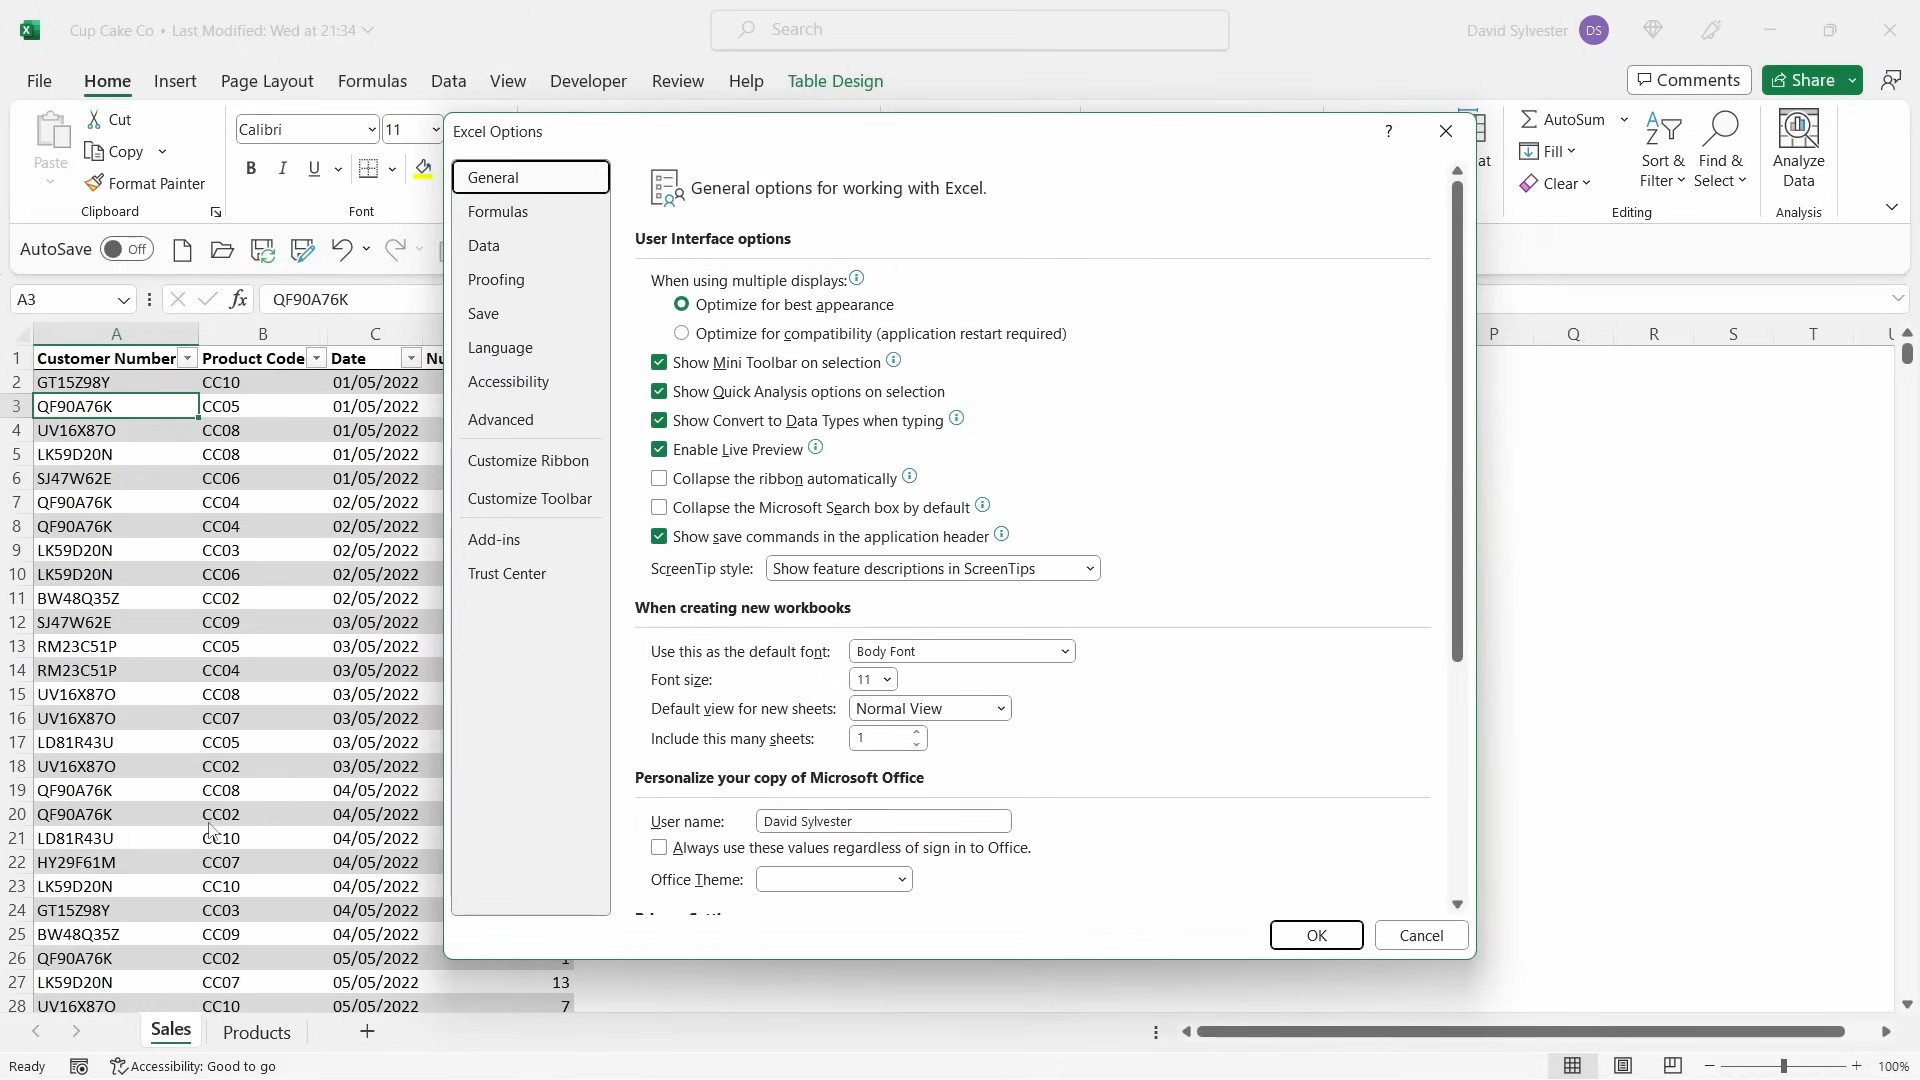 Cup Cake Co • Last Modified: Wed at 21:34
Search
David Sylvester DS
File Home Insert Page Layout Formulas Data View Developer Review Help Table Design
Comments Share
Paste
Cut
Copy
Format Painter
Clipboard
Calibri 11
B I U
Font
AutoSum
Fill
Clear
Sort & Filter
Find & Select
Editing
Analyze Data
Analysis
AutoSave Off
A3 fx QF90A76K
A B C P Q R S T
1 Customer Number Product Code Date
2 GT15Z98Y CC10 01/05/2022
3 QF90A76K CC05 01/05/2022
4 UV16X87O CC08 01/05/2022
5 LK59D20N CC08 01/05/2022
6 SJ47W62E CC06 01/05/2022
7 QF90A76K CC04 02/05/2022
8 QF90A76K CC04 02/05/2022
9 LK59D20N CC03 02/05/2022
10 LK59D20N CC06 02/05/2022
11 BW48Q35Z CC02 02/05/2022
12 SJ47W62E CC09 03/05/2022
13 RM23C51P CC05 03/05/2022
14 RM23C51P CC04 03/05/2022
15 UV16X87O CC08 03/05/2022
16 UV16X87O CC07 03/05/2022
17 LD81R43U CC05 03/05/2022
18 UV16X87O CC02 03/05/2022
19 QF90A76K CC08 04/05/2022
20 QF90A76K CC02 04/05/2022
21 LD81R43U CC10 04/05/2022
22 HY29F61M CC07 04/05/2022
23 LK59D20N CC10 04/05/2022
24 GT15Z98Y CC03 04/05/2022
25 BW48Q35Z CC09 04/05/2022
26 QF90A76K CC02 05/05/2022 1
27 LK59D20N CC07 05/05/2022 13
28 UV16X87O CC10 05/05/2022 7
Excel Options ?
General
Formulas
Data
Proofing
Save
Language
Accessibility
Advanced
Customize Ribbon
Customize Toolbar
Add-ins
Trust Center
General options for working with Excel.
User Interface options
When using multiple displays:
Optimize for best appearance
Optimize for compatibility (application restart required)
Show Mini Toolbar on selection
Show Quick Analysis options on selection
Show Convert to Data Types when typing
Enable Live Preview
Collapse the ribbon automatically
Collapse the Microsoft Search box by default
Show save commands in the application header
ScreenTip style: Show feature descriptions in ScreenTips
When creating new workbooks
Use this as the default font: Body Font
Font size: 11
Default view for new sheets: Normal View
Include this many sheets: 1
Personalize your copy of Microsoft Office
User name: David Sylvester
Always use these values regardless of sign in to Office.
Office Theme:
OK Cancel
Sales Products
Ready Accessibility: Good to go 100%